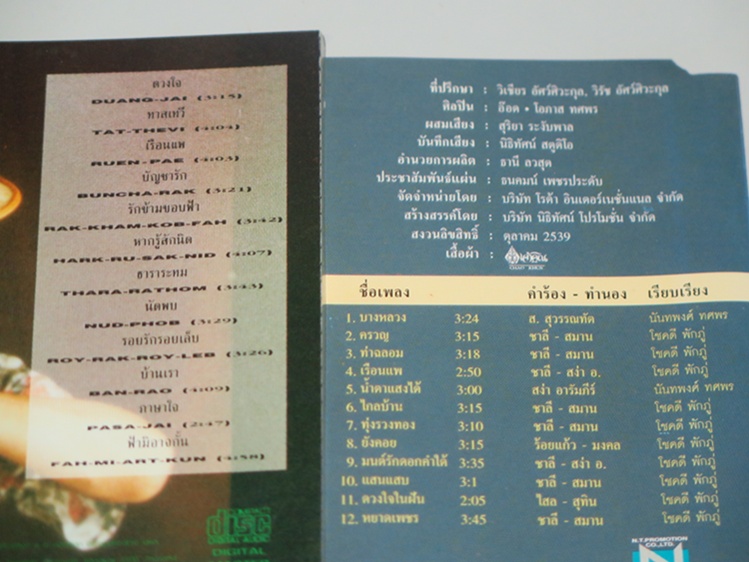 ดวงใจ
DUANG-JAI (3:15)
ทาสเทวี
TAT-THEVI (4:04)
เรือนแพ
RUEN-PAE (4:03)
บัญชารัก
BUNCHA-RAK (3:21)
รักข้ามขอบฟ้า
RAK-KHAM-KOB-FAH (3:42)
หากรู้สักนิด
HARK-RU-SAK-NID (4:07)
ธาราระทม
THARA-RATHOM (3:43)
นัดพบ
NUD-PHOB (3:29)
รอยรักรอยเล็บ
ROY-RAK-ROY-LEB (3:26)
บ้านเรา
BAN-RAO (4:09)
ภาษาใจ
PASA-JAI (2:47)
ฟ้ามิอาจกั้น
FAH-MI-ART-KUN (4:58)
DIGITAL
ที่ปรึกษา : วิเชียร อัศว์ศิวะกุล, วิรัช อัศว์ศิวะกุล
ศิลปิน : อ๊อด • โอภาส ทศพร
ผสมเสียง : สุริยา ระงับพาล
บันทึกเสียง : นิธิทัศน์ สตูดิโอ
อำนวยการผลิต : ธานี ลวสุต
ประชาสัมพันธ์แผ่น : ธนคมน์ เพชรประดับ
จัดจำหน่ายโดย : บริษัท โรต้า อินเตอร์เนชั่นแนล จำกัด
สร้างสรรค์โดย : บริษัท นิธิทัศน์ โปรโมชั่น จำกัด
สงวนลิขสิทธิ์ : ตุลาคม 2539
เสื้อผ้า :
ชื่อเพลง คำร้อง - ทำนอง เรียบเรียง
1. บางหลวง 3:24 ส. สุวรรณทัต นันทพงศ์ ทศพร
2. ครวญ 3:15 ชาลี - สมาน โชคดี พักภู่
3. ท่าฉลอม 3:18 ชาลี - สมาน โชคดี พักภู่
4. เรือนแพ 2:50 ชาลี - สง่า อ. โชคดี พักภู่
5. น้ำตาแสงใต้ 3:00 สง่า อารัมภีร์ นันทพงศ์ ทศพร
6. ไกลบ้าน 3:15 ชาลี - สมาน โชคดี พักภู่
7. ทุ่งรวงทอง 3:10 ชาลี - สมาน โชคดี พักภู่
8. ยังคอย 3:15 ร้อยแก้ว - มงคล โชคดี พักภู่
9. มนต์รักดอกคำใต้ 3:35 ชาลี - สง่า อ. โชคดี พักภู่
10. แสนแสบ 3:1 ชาลี - สมาน โชคดี พักภู่
11. ดวงใจในฝัน 2:05 ไสล - สุทิน โชคดี พักภู่
12. หยาดเพชร 3:45 ชาลี - สมาน โชคดี พักภู่
N.T.PROMOTION
CO.,LTD.